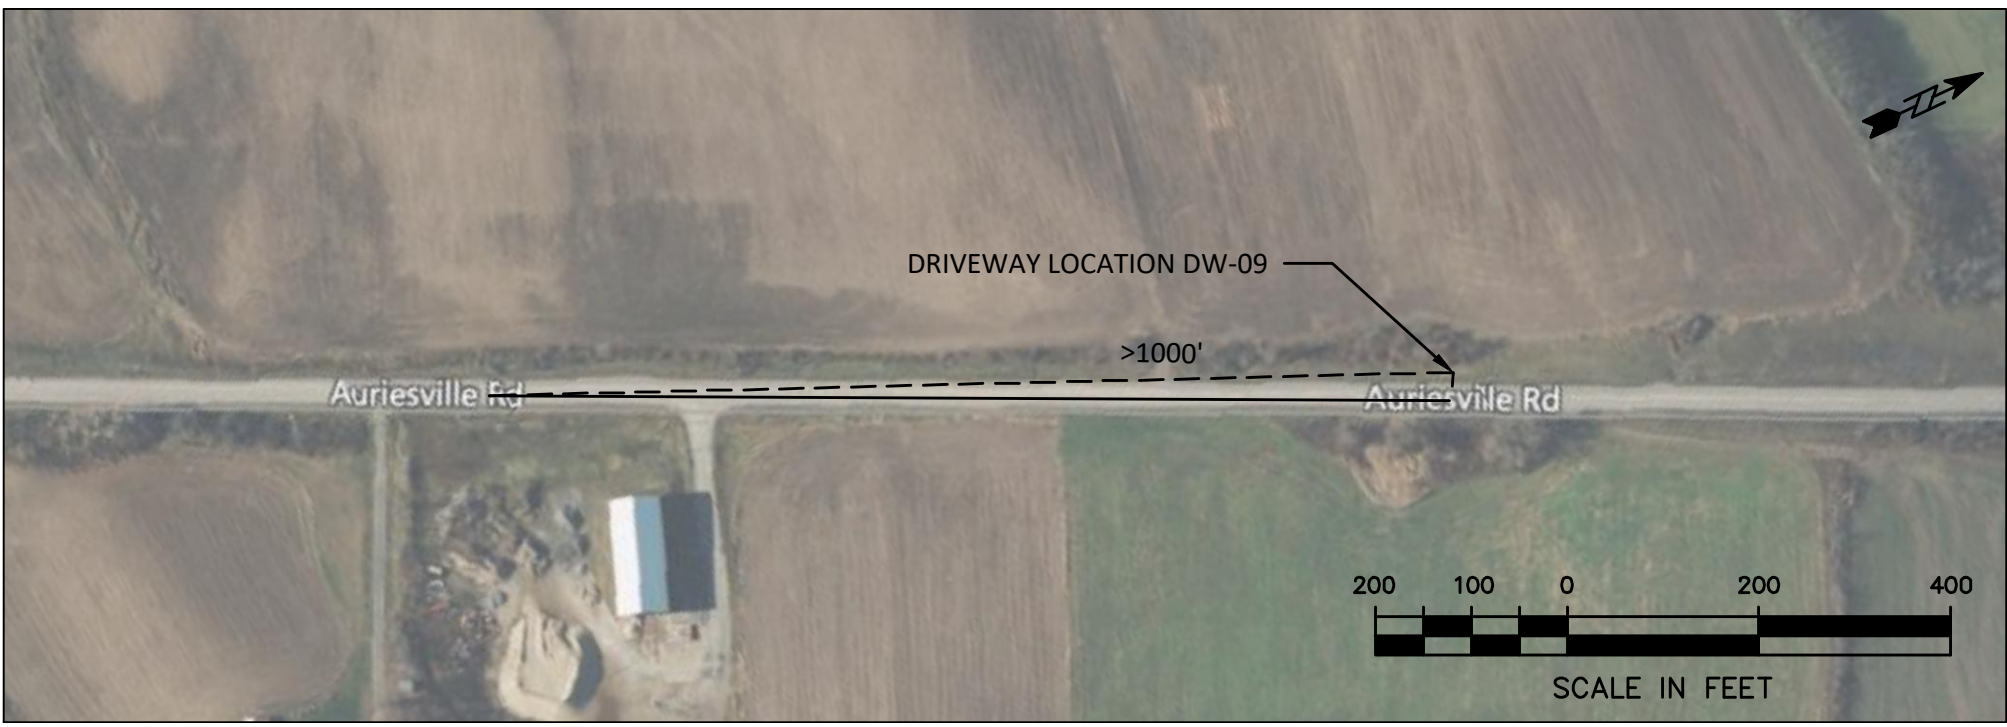 DRIVEWAY LOCATION DW-09
>1000'
Auriesville Rd
Auriesville Rd
200 100 0 200 400
SCALE IN FEET